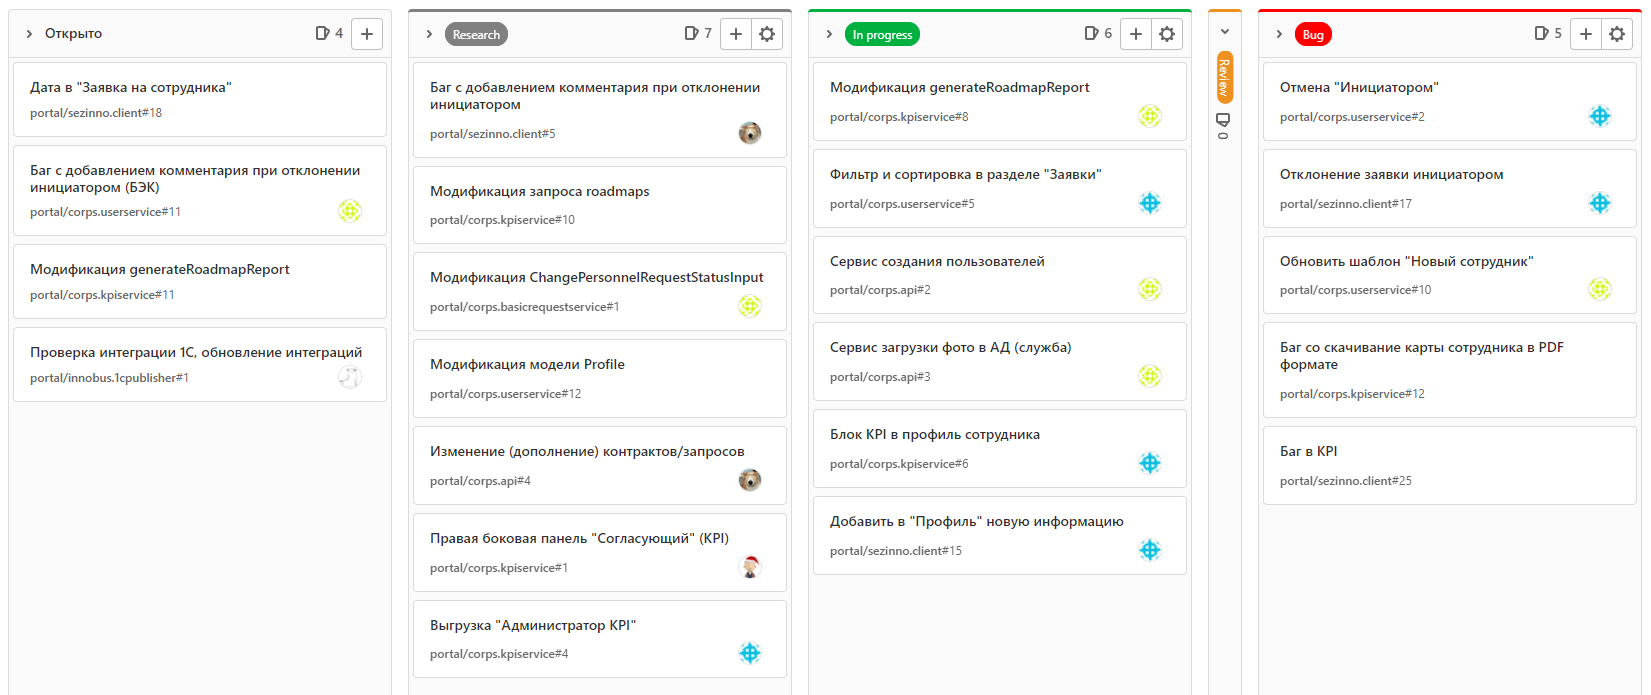 Открыто
4
Дата в "Заявка на сотрудника"
portal/sezinno.client#18
Баг с добавлением комментария при отклонении
инициатором (БЭК)
portal/corps.userservice#11
Модификация generateRoadmapReport
portal/corps.kpiservice#11
Проверка интеграции 1С, обновление интеграций
portal/innobus.1cpublisher#1
Research
7
Баг с добавлением комментария при отклонении
инициатором
portal/sezinno.client#5
Модификация запроса roadmaps
portal/corps.kpiservice#10
Модификация ChangePersonnelRequestStatusInput
portal/corps.basicrequestservice#1
Модификация модели Profile
portal/corps.userservice#12
Изменение (дополнение) контрактов/запросов
portal/corps.api#4
Правая боковая панель "Согласующий" (KPI)
portal/corps.kpiservice#1
Выгрузка "Администратор KPI"
portal/corps.kpiservice#4
In progress
6
Модификация generateRoadmapReport
portal/corps.kpiservice#8
Фильтр и сортировка в разделе "Заявки"
portal/corps.userservice#5
Сервис создания пользователей
portal/corps.api#2
Сервис загрузки фото в АД (служба)
portal/corps.api#3
Блок KPI в профиль сотрудника
portal/corps.kpiservice#6
Добавить в "Профиль" новую информацию
portal/sezinno.client#15
Review
0
Bug
5
Отмена "Инициатором"
portal/corps.userservice#2
Отклонение заявки инициатором
portal/sezinno.client#17
Обновить шаблон "Новый сотрудник"
portal/corps.userservice#10
Баг со скачивание карты сотрудника в PDF
формате
portal/corps.kpiservice#12
Баг в KPI
portal/sezinno.client#25